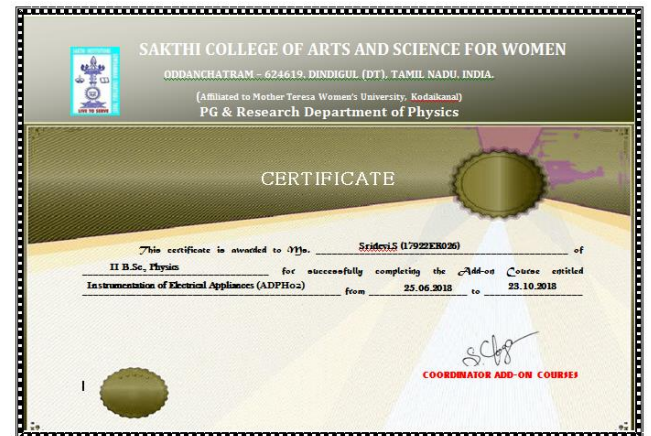 SAKTHI COLLEGE OF ARTS AND SCIENCE FOR WOMEN
ODDANCHATRAM – 624619, DINDIGUL (DT), TAMIL NADU, INDIA.
(Affiliated to Mother Teresa Women's University, Kodaikanal)
PG & Research Department of Physics
LIVE TO SERVE
CERTIFICATE
This certificate is awarded to Ms. Sridevi.S (17922ER026) of
II B.Sc., Physics for successfully completing the Add-on Course entitled
Instrumentation of Electrical Appliances (ADPH02) from 25.06.2018 to 23.10.2018
COORDINATOR ADD-ON COURSES